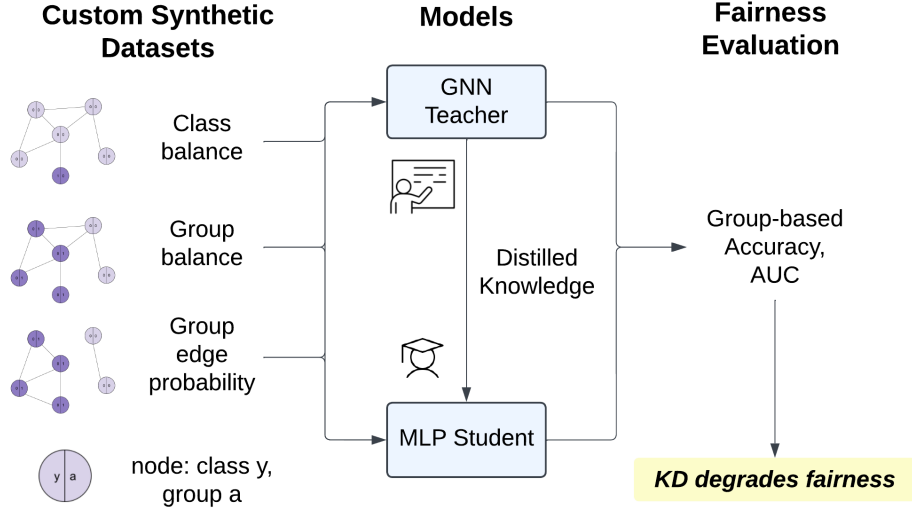 Custom Synthetic
Datasets
Models
Fairness
Evaluation
Class
balance
Group
balance
Group
edge
probability
y a
node: class y,
group a
GNN
Teacher
Distilled
Knowledge
MLP Student
Group-based
Accuracy,
AUC
KD degrades fairness